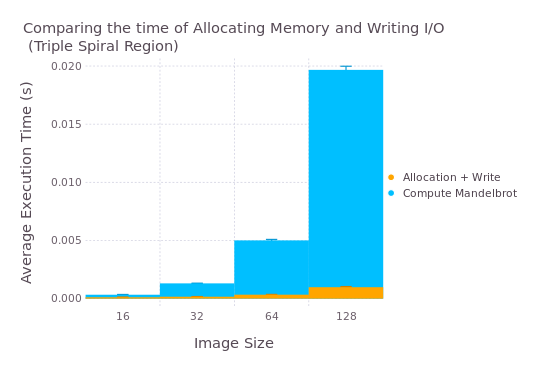 Comparing the time of Allocating Memory and Writing I/O
(Triple Spiral Region)
0.020
0.015
0.010
0.005
0.000
Average Execution Time (s)
Allocation + Write
Compute Mandelbrot
16 32 64 128
Image Size